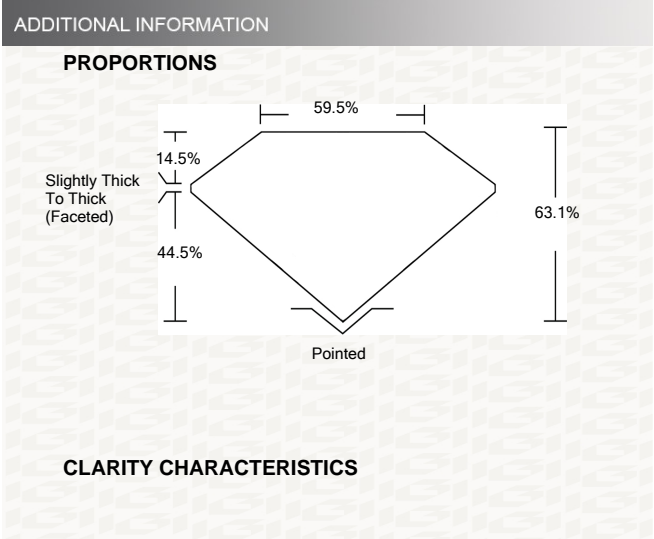 ADDITIONAL INFORMATION
PROPORTIONS
59.5%
14.5%
Slightly Thick
To Thick
(Faceted)
63.1%
44.5%
Pointed
CLARITY CHARACTERISTICS